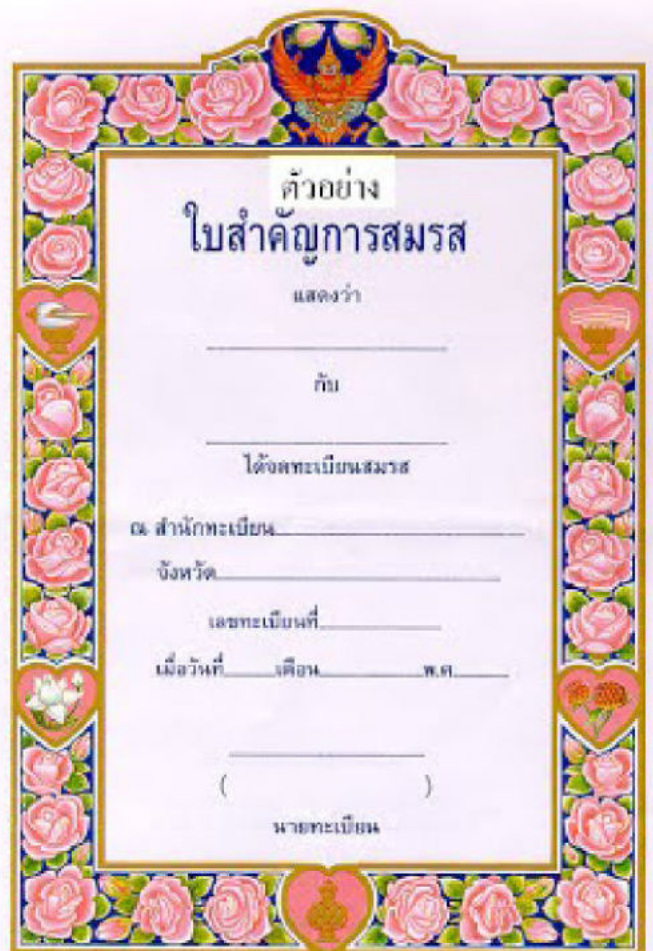 ตัวอย่าง
ใบสำคัญการสมรส
แสดงว่า
กับ
ได้จดทะเบียนสมรส
ณ สำนักทะเบียน
จังหวัด
เลขทะเบียนที่
เมื่อวันที่ เดือน พ.ศ.
( )
นายทะเบียน